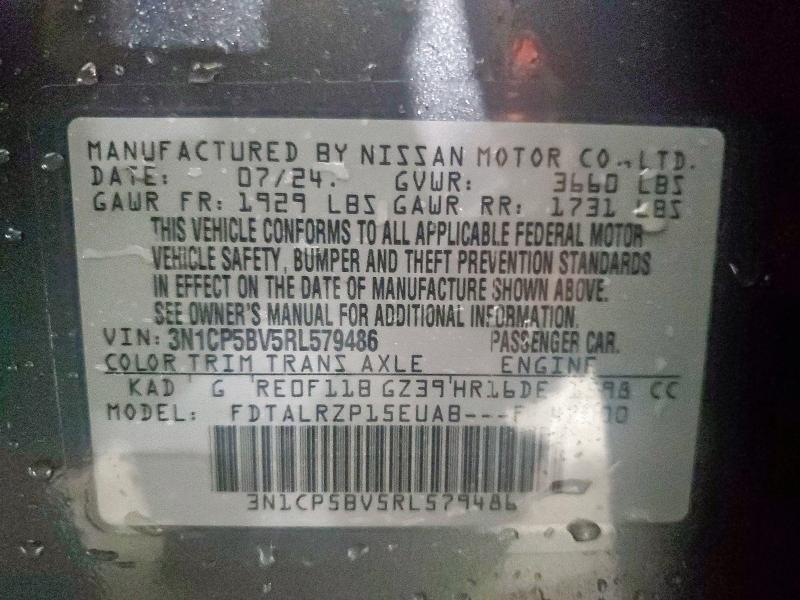 MANUFACTURED BY NISSAN MOTOR CO., LTD.
DATE: 07/24. GVWR: 3660 LBS
GAWR FR: 1929 LBS GAWR RR: 1731 LBS
THIS VEHICLE CONFORMS TO ALL APPLICABLE FEDERAL MOTOR
VEHICLE SAFETY, BUMPER AND THEFT PREVENTION STANDARDS
IN EFFECT ON THE DATE OF MANUFACTURE SHOWN ABOVE.
SEE OWNER'S MANUAL FOR ADDITIONAL INFORMATION.
VIN: 3N1CP5BV5RL579486 PASSENGER CAR.
COLOR TRIM TRANS AXLE ENGINE
KAD G RE0F11B GZ39 HR16DE CC
MODEL: FDTALRZP15EUAB---
3N1CP5BV5RL579486